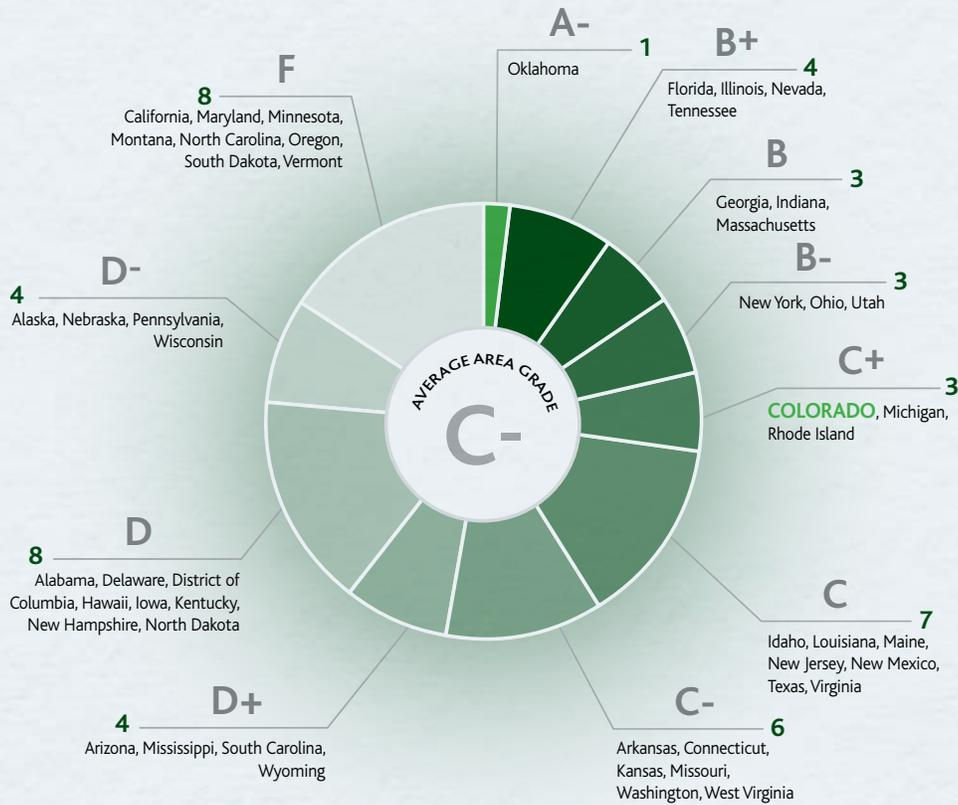 A-
1
Oklahoma
B+
4
Florida, Illinois, Nevada,
Tennessee
B
3
Georgia, Indiana,
Massachusetts
B-
3
New York, Ohio, Utah
C+
3
COLORADO, Michigan,
Rhode Island
C
7
Idaho, Louisiana, Maine,
New Jersey, New Mexico,
Texas, Virginia
C-
6
Arkansas, Connecticut,
Kansas, Missouri,
Washington, West Virginia
D+
4
Arizona, Mississippi, South Carolina,
Wyoming
D
8
Alabama, Delaware, District of
Columbia, Hawaii, Iowa, Kentucky,
New Hampshire, North Dakota
D-
4
Alaska, Nebraska, Pennsylvania,
Wisconsin
F
8
California, Maryland, Minnesota,
Montana, North Carolina, Oregon,
South Dakota, Vermont
AVERAGE AREA GRADE
C-